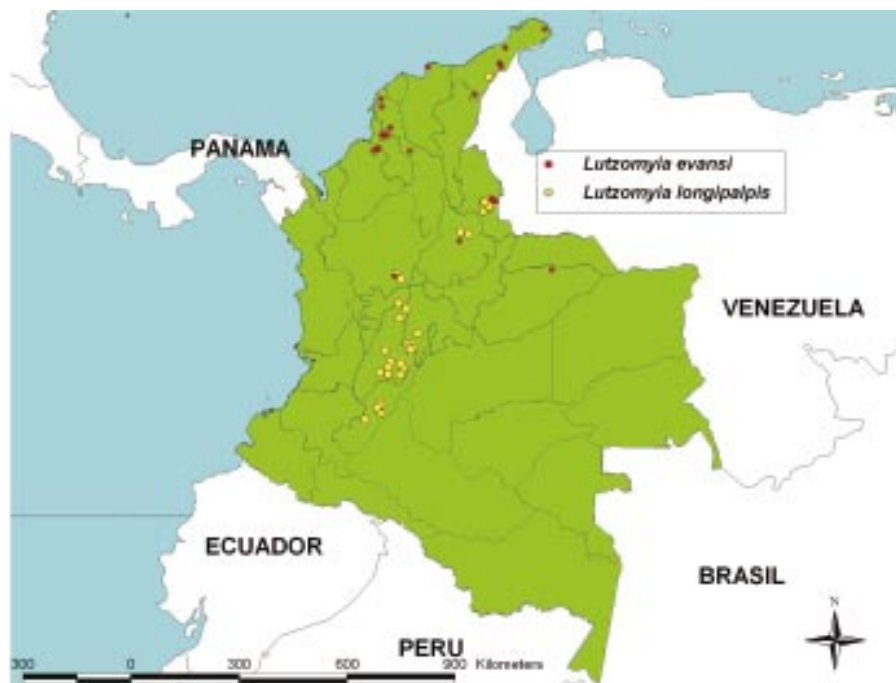 PANAMA
Lutzomyia evansi
Lutzomyia longipalpis
VENEZUELA
ECUADOR
BRASIL
PERU
N
300 0 300 600 900 Kilometers